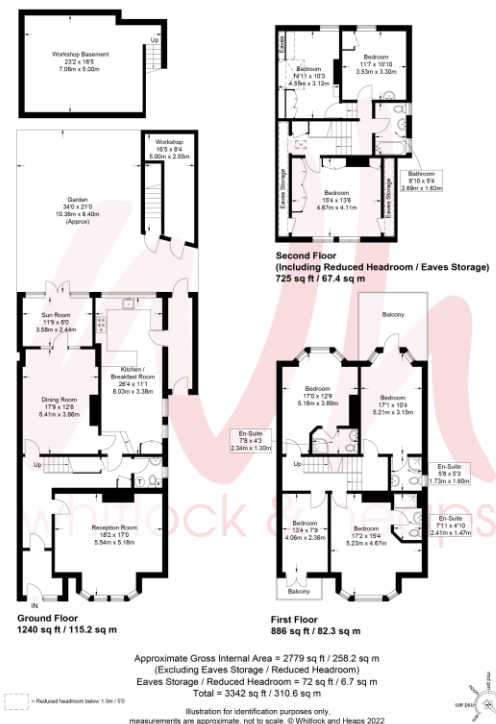 Workshop Basement
23'2 x 16'5
7.06m x 5.00m
Up
Workshop
16'5 x 8'4
5.00m x 2.55m
Garden
34'0 x 21'0
10.36m x 6.40m
(Approx)
Sun Room
11'9 x 8'0
3.58m x 2.44m
Kitchen /
Breakfast Room
26'4 x 11'1
8.03m x 3.38m
Dining Room
17'9 x 12'8
5.41m x 3.86m
Up
T
Reception Room
18'2 x 17'0
5.54m x 5.18m
IN
Ground Floor
1240 sq ft / 115.2 sq m
Eaves
Bedroom
14'11 x 10'3
4.55m x 3.12m
Bedroom
11'7 x 10'10
3.53m x 3.30m
Bathroom
8'10 x 5'4
2.69m x 1.63m
Eaves Storage
Bedroom
15'4 x 13'6
4.67m x 4.11m
Eaves Storage
Second Floor
(Including Reduced Headroom / Eaves Storage)
725 sq ft / 67.4 sq m
Balcony
Bedroom
17'0 x 12'9
5.18m x 3.89m
Bedroom
17'1 x 10'4
5.21m x 3.15m
En-Suite
7'8 x 4'3
2.34m x 1.30m
En-Suite
5'8 x 5'3
1.73m x 1.60m
Up
En-Suite
7'11 x 4'10
2.41m x 1.47m
Bedroom
13'4 x 7'9
4.06m x 2.36m
Bedroom
17'2 x 15'4
5.23m x 4.67m
Balcony
First Floor
886 sq ft / 82.3 sq m
Approximate Gross Internal Area = 2779 sq ft / 258.2 sq m
(Excluding Eaves Storage / Reduced Headroom)
Eaves Storage / Reduced Headroom = 72 sq ft / 6.7 sq m
Total = 3342 sq ft / 310.6 sq m
= Reduced headroom below 1.5m / 5'0
Illustration for identification purposes only,
measurements are approximate, not to scale. © Whitlock and Heaps 2022